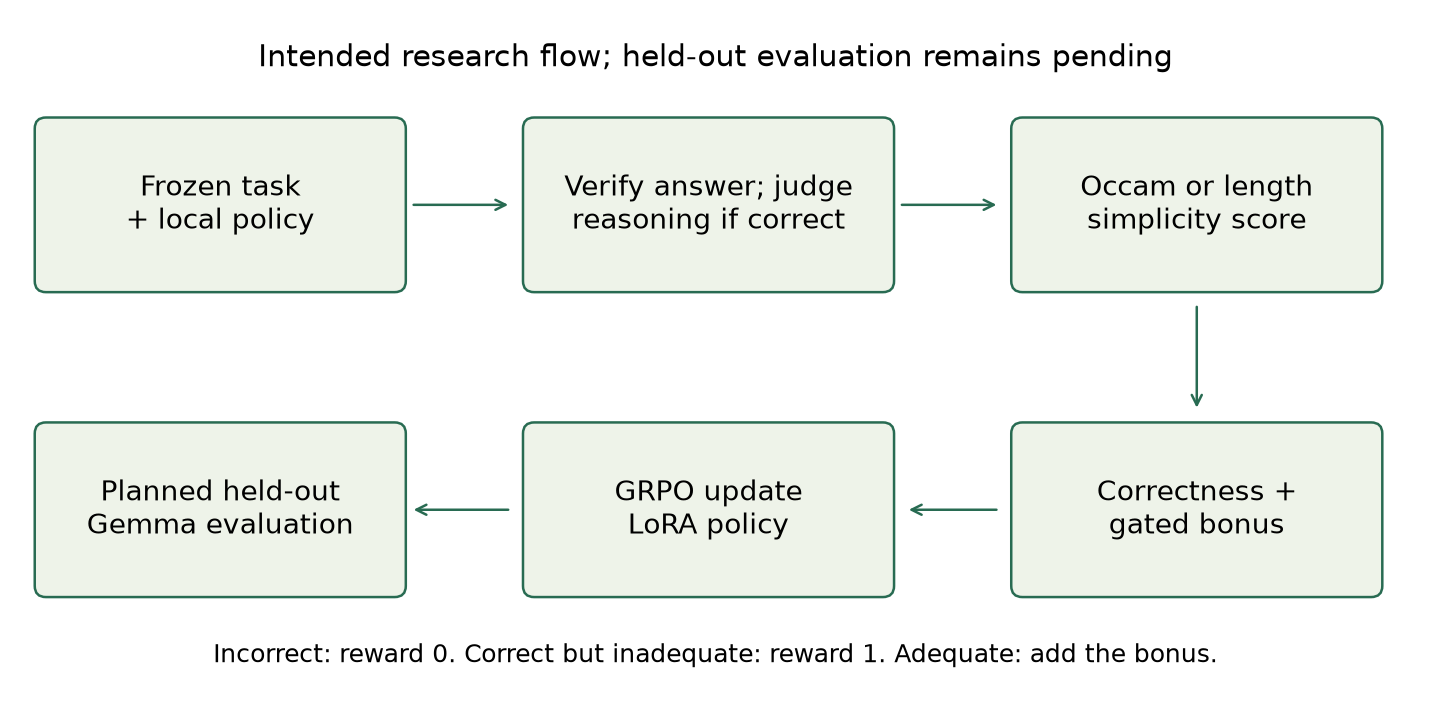 Intended research flow; held-out evaluation remains pending
Frozen task
+ local policy
Verify answer; judge
reasoning if correct
Occam or length
simplicity score
Correctness +
gated bonus
GRPO update
LoRA policy
Planned held-out
Gemma evaluation
Incorrect: reward 0. Correct but inadequate: reward 1. Adequate: add the bonus.